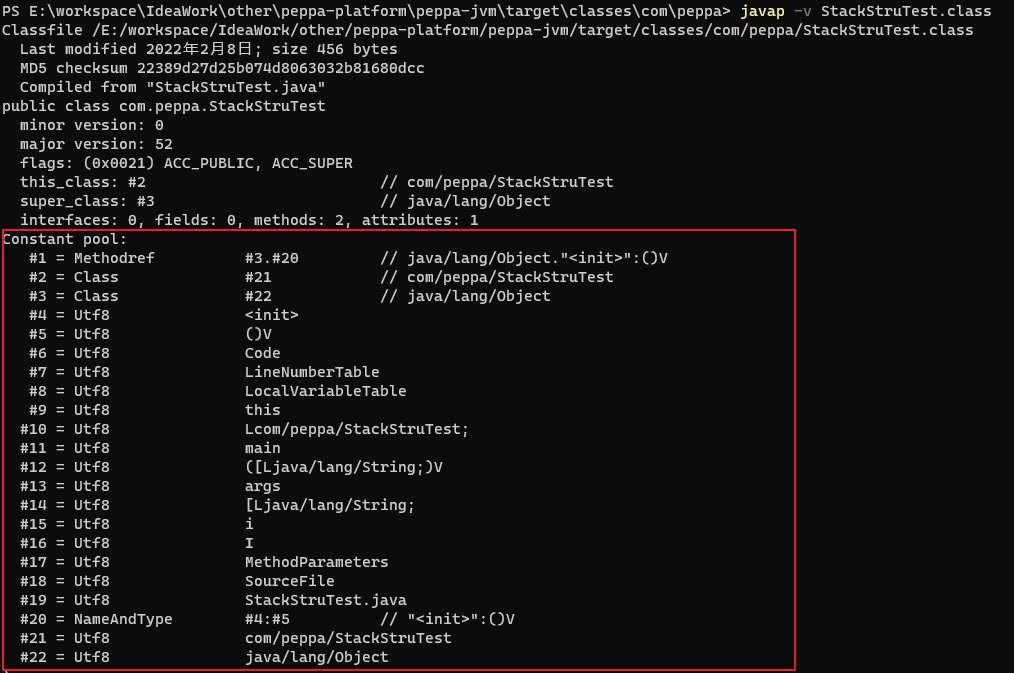 PS E:\workspace\IdeaWork\other\peppa-platform\peppa-jvm\target\classes\com\peppa> javap -v StackStruTest.class
Classfile /E:/workspace/IdeaWork/other/peppa-platform/peppa-jvm/target/classes/com/peppa/StackStruTest.class
  Last modified 2022年2月8日; size 456 bytes
  MD5 checksum 22389d27d25b074d8063032b81680dcc
  Compiled from "StackStruTest.java"
public class com.peppa.StackStruTest
  minor version: 0
  major version: 52
  flags: (0x0021) ACC_PUBLIC, ACC_SUPER
  this_class: #2                          // com/peppa/StackStruTest
  super_class: #3                         // java/lang/Object
  interfaces: 0, fields: 0, methods: 2, attributes: 1
Constant pool:
   #1 = Methodref          #3.#20         // java/lang/Object."<init>":()V
   #2 = Class              #21            // com/peppa/StackStruTest
   #3 = Class              #22            // java/lang/Object
   #4 = Utf8               <init>
   #5 = Utf8               ()V
   #6 = Utf8               Code
   #7 = Utf8               LineNumberTable
   #8 = Utf8               LocalVariableTable
   #9 = Utf8               this
  #10 = Utf8               Lcom/peppa/StackStruTest;
  #11 = Utf8               main
  #12 = Utf8               ([Ljava/lang/String;)V
  #13 = Utf8               args
  #14 = Utf8               [Ljava/lang/String;
  #15 = Utf8               i
  #16 = Utf8               I
  #17 = Utf8               MethodParameters
  #18 = Utf8               SourceFile
  #19 = Utf8               StackStruTest.java
  #20 = NameAndType        #4:#5          // "<init>":()V
  #21 = Utf8               com/peppa/StackStruTest
  #22 = Utf8               java/lang/Object